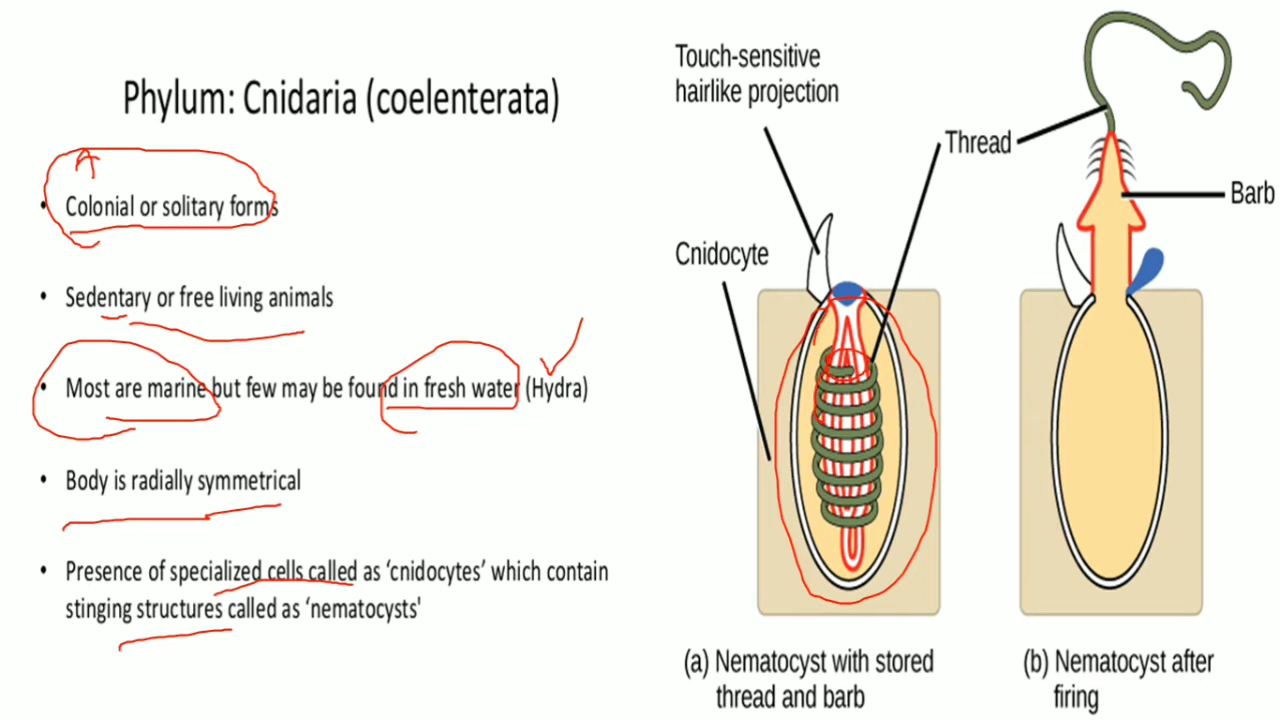 Phylum: Cnidaria (coelenterata)
A
• Colonial or solitary forms
• Sedentary or free living animals
• Most are marine but few may be found in fresh water (Hydra)
• Body is radially symmetrical
• Presence of specialized cells called as ‘cnidocytes’ which contain
stinging structures called as ‘nematocysts'
Touch-sensitive
hairlike projection
Thread
Barb
Cnidocyte
(a) Nematocyst with stored
thread and barb
(b) Nematocyst after
firing